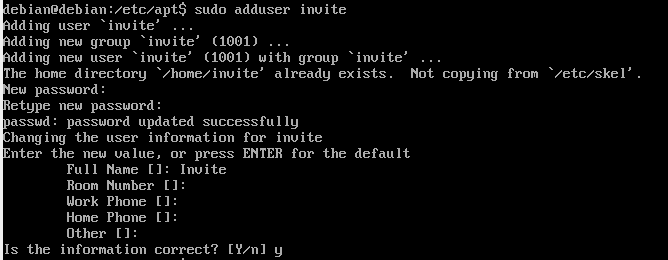 debian@debian:/etc/apt$ sudo adduser invite
Adding user `invite' ...
Adding new group `invite' (1001) ...
Adding new user `invite' (1001) with group `invite' ...
The home directory `/home/invite' already exists.  Not copying from `/etc/skel'.
New password:
Retype new password:
passwd: password updated successfully
Changing the user information for invite
Enter the new value, or press ENTER for the default
        Full Name []: Invite
        Room Number []:
        Work Phone []:
        Home Phone []:
        Other []:
Is the information correct? [Y/n] y